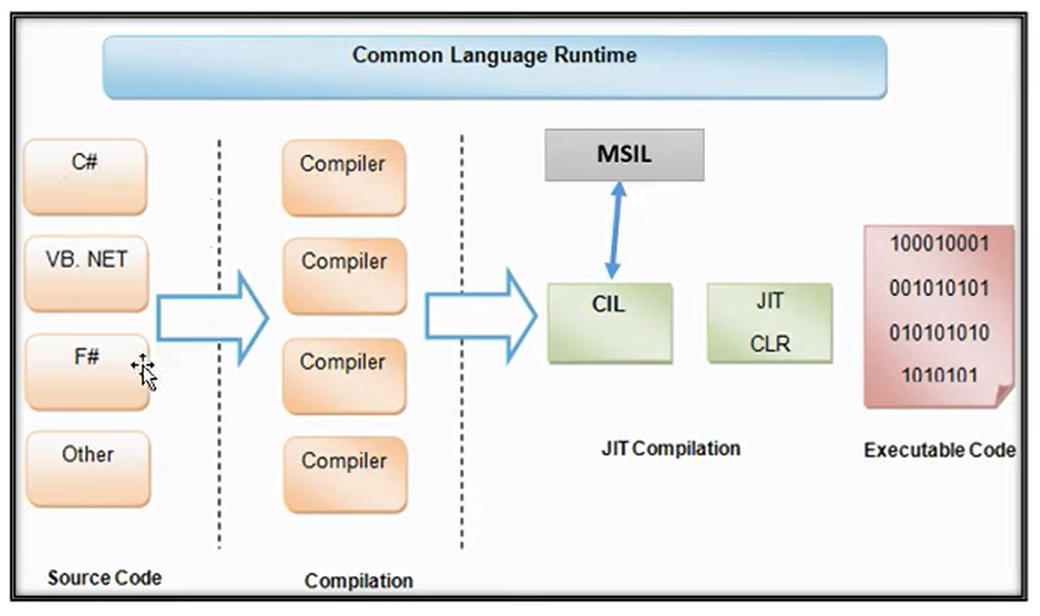 Common Language Runtime
C#
VB. NET
F#
Other
Source Code
Compiler
Compiler
Compiler
Compiler
Compilation
MSIL
CIL
JIT
CLR
JIT Compilation
100010001
001010101
010101010
1010101
Executable Code